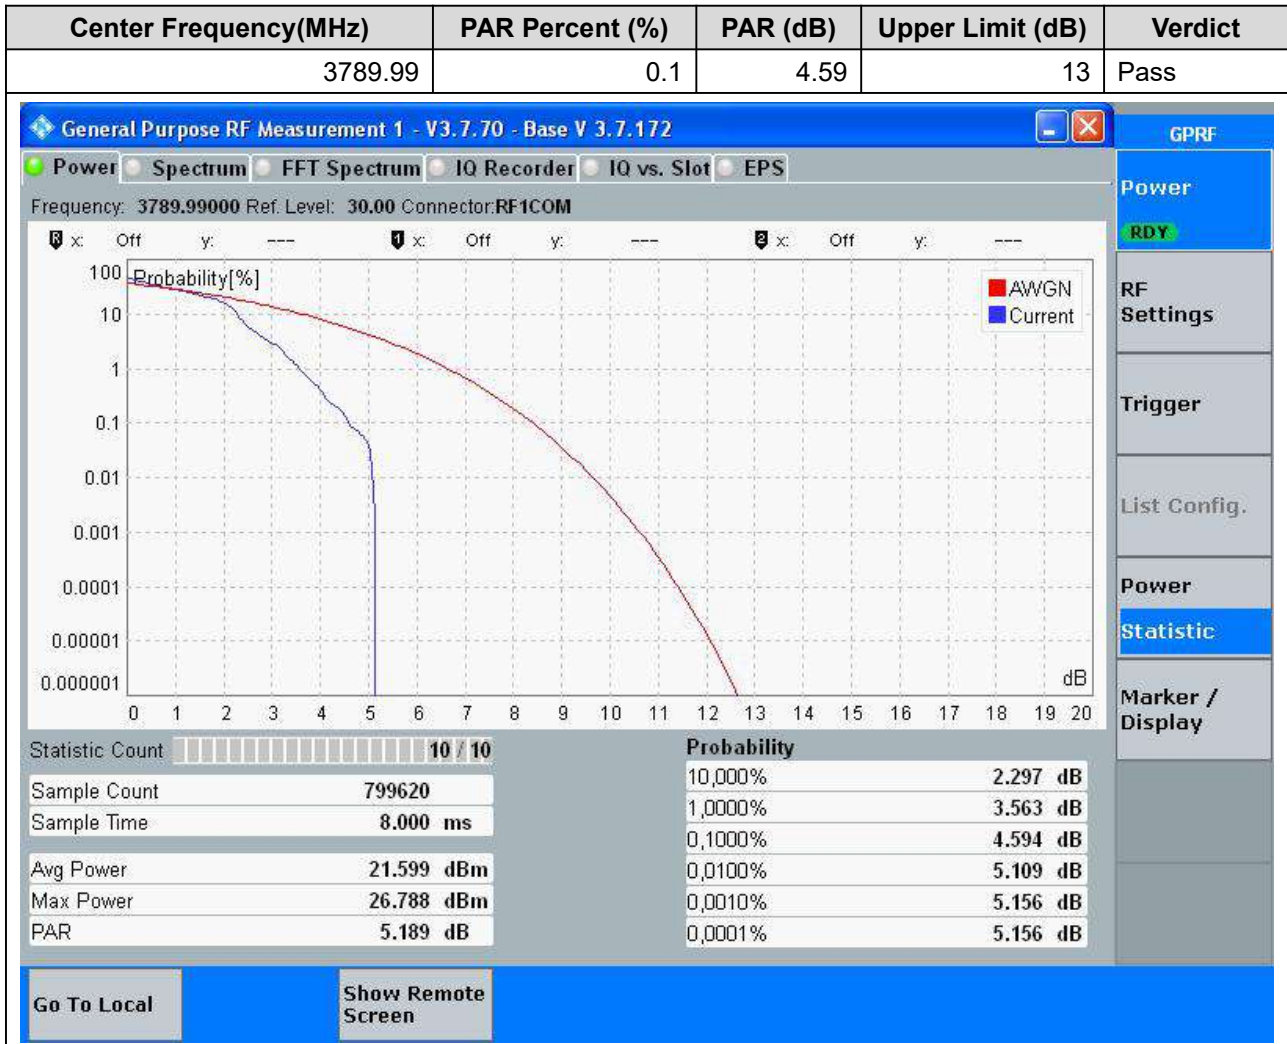 Center Frequency(MHz) PAR Percent (%) PAR (dB) Upper Limit (dB) Verdict
3789.99 0.1 4.59 13 Pass
General Purpose RF Measurement 1 - V3.7.70 - Base V 3.7.172
GPRF
Power Spectrum FFT Spectrum IQ Recorder IQ vs. Slot EPS
Power
RDY
Frequency: 3789.99000 Ref. Level: 30.00 Connector:RF1COM
R x: Off y: --- 1 x: Off y: --- 2 x: Off y: ---
Probability[%]
AWGN
Current
100
10
1
0.1
0.01
0.001
0.0001
0.00001
0.000001
dB
0 1 2 3 4 5 6 7 8 9 10 11 12 13 14 15 16 17 18 19 20
RF
Settings
Trigger
List Config.
Power
Statistic
Marker /
Display
Statistic Count 10 / 10
Sample Count 799620
Sample Time 8.000 ms
Avg Power 21.599 dBm
Max Power 26.788 dBm
PAR 5.189 dB
Probability
10,000% 2.297 dB
1,0000% 3.563 dB
0,1000% 4.594 dB
0,0100% 5.109 dB
0,0010% 5.156 dB
0,0001% 5.156 dB
Go To Local
Show Remote
Screen